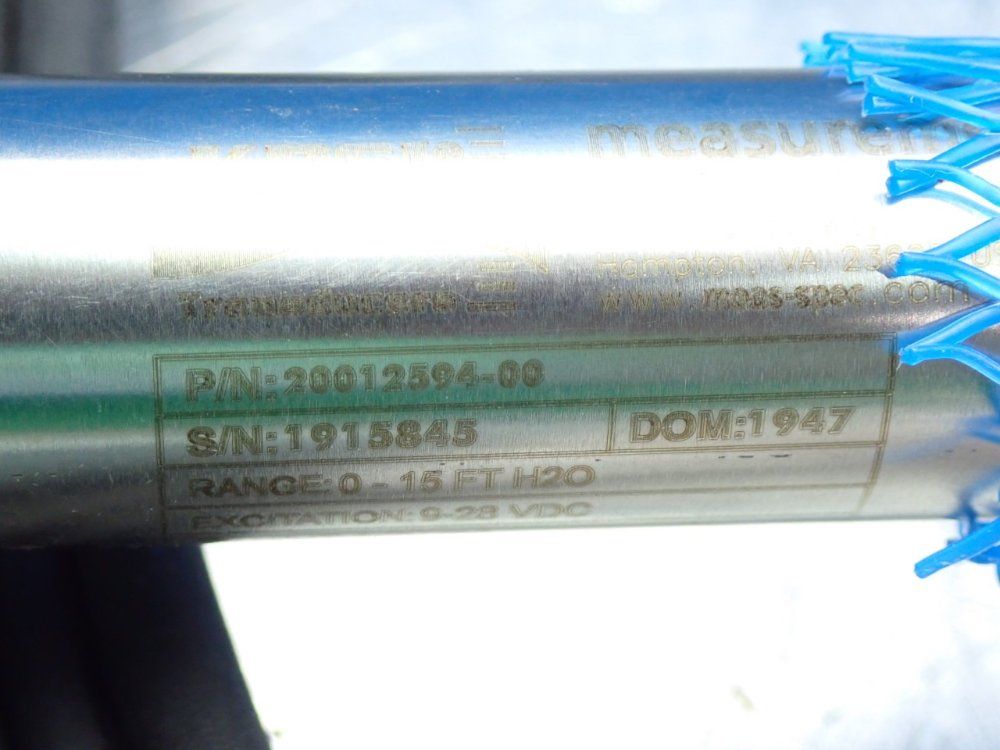 measurem
Hampton, VA 236
Transducers
www.meas-spec.com
P/N: 20012594-00
S/N: 1915845
DOM: 1947
RANGE: 0 - 15 FT H2O
EXCITATION: 9-28 VDC